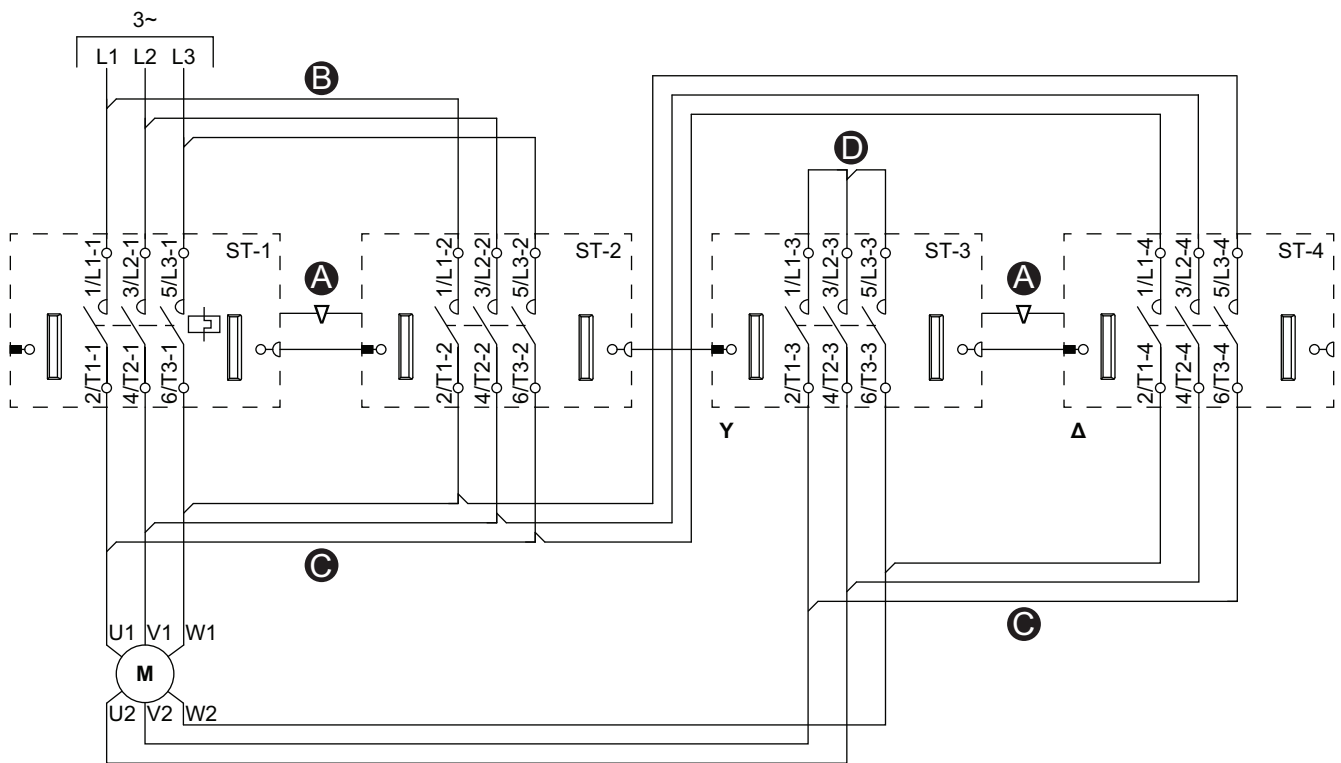 3~
L1 L2 L3
B
D
ST-1
ST-2
ST-3
ST-4
A
A
1/L1-1 3/L2-1 5/L3-1
1/L1-2 3/L2-2 5/L3-2
1/L1-3 3/L2-3 5/L3-3
1/L1-4 3/L2-4 5/L3-4
2/T1-1 4/T2-1 6/T3-1
2/T1-2 4/T2-2 6/T3-2
2/T1-3 4/T2-3 6/T3-3
2/T1-4 4/T2-4 6/T3-4
Y
Δ
C
C
U1 V1 W1
M
U2 V2 W2